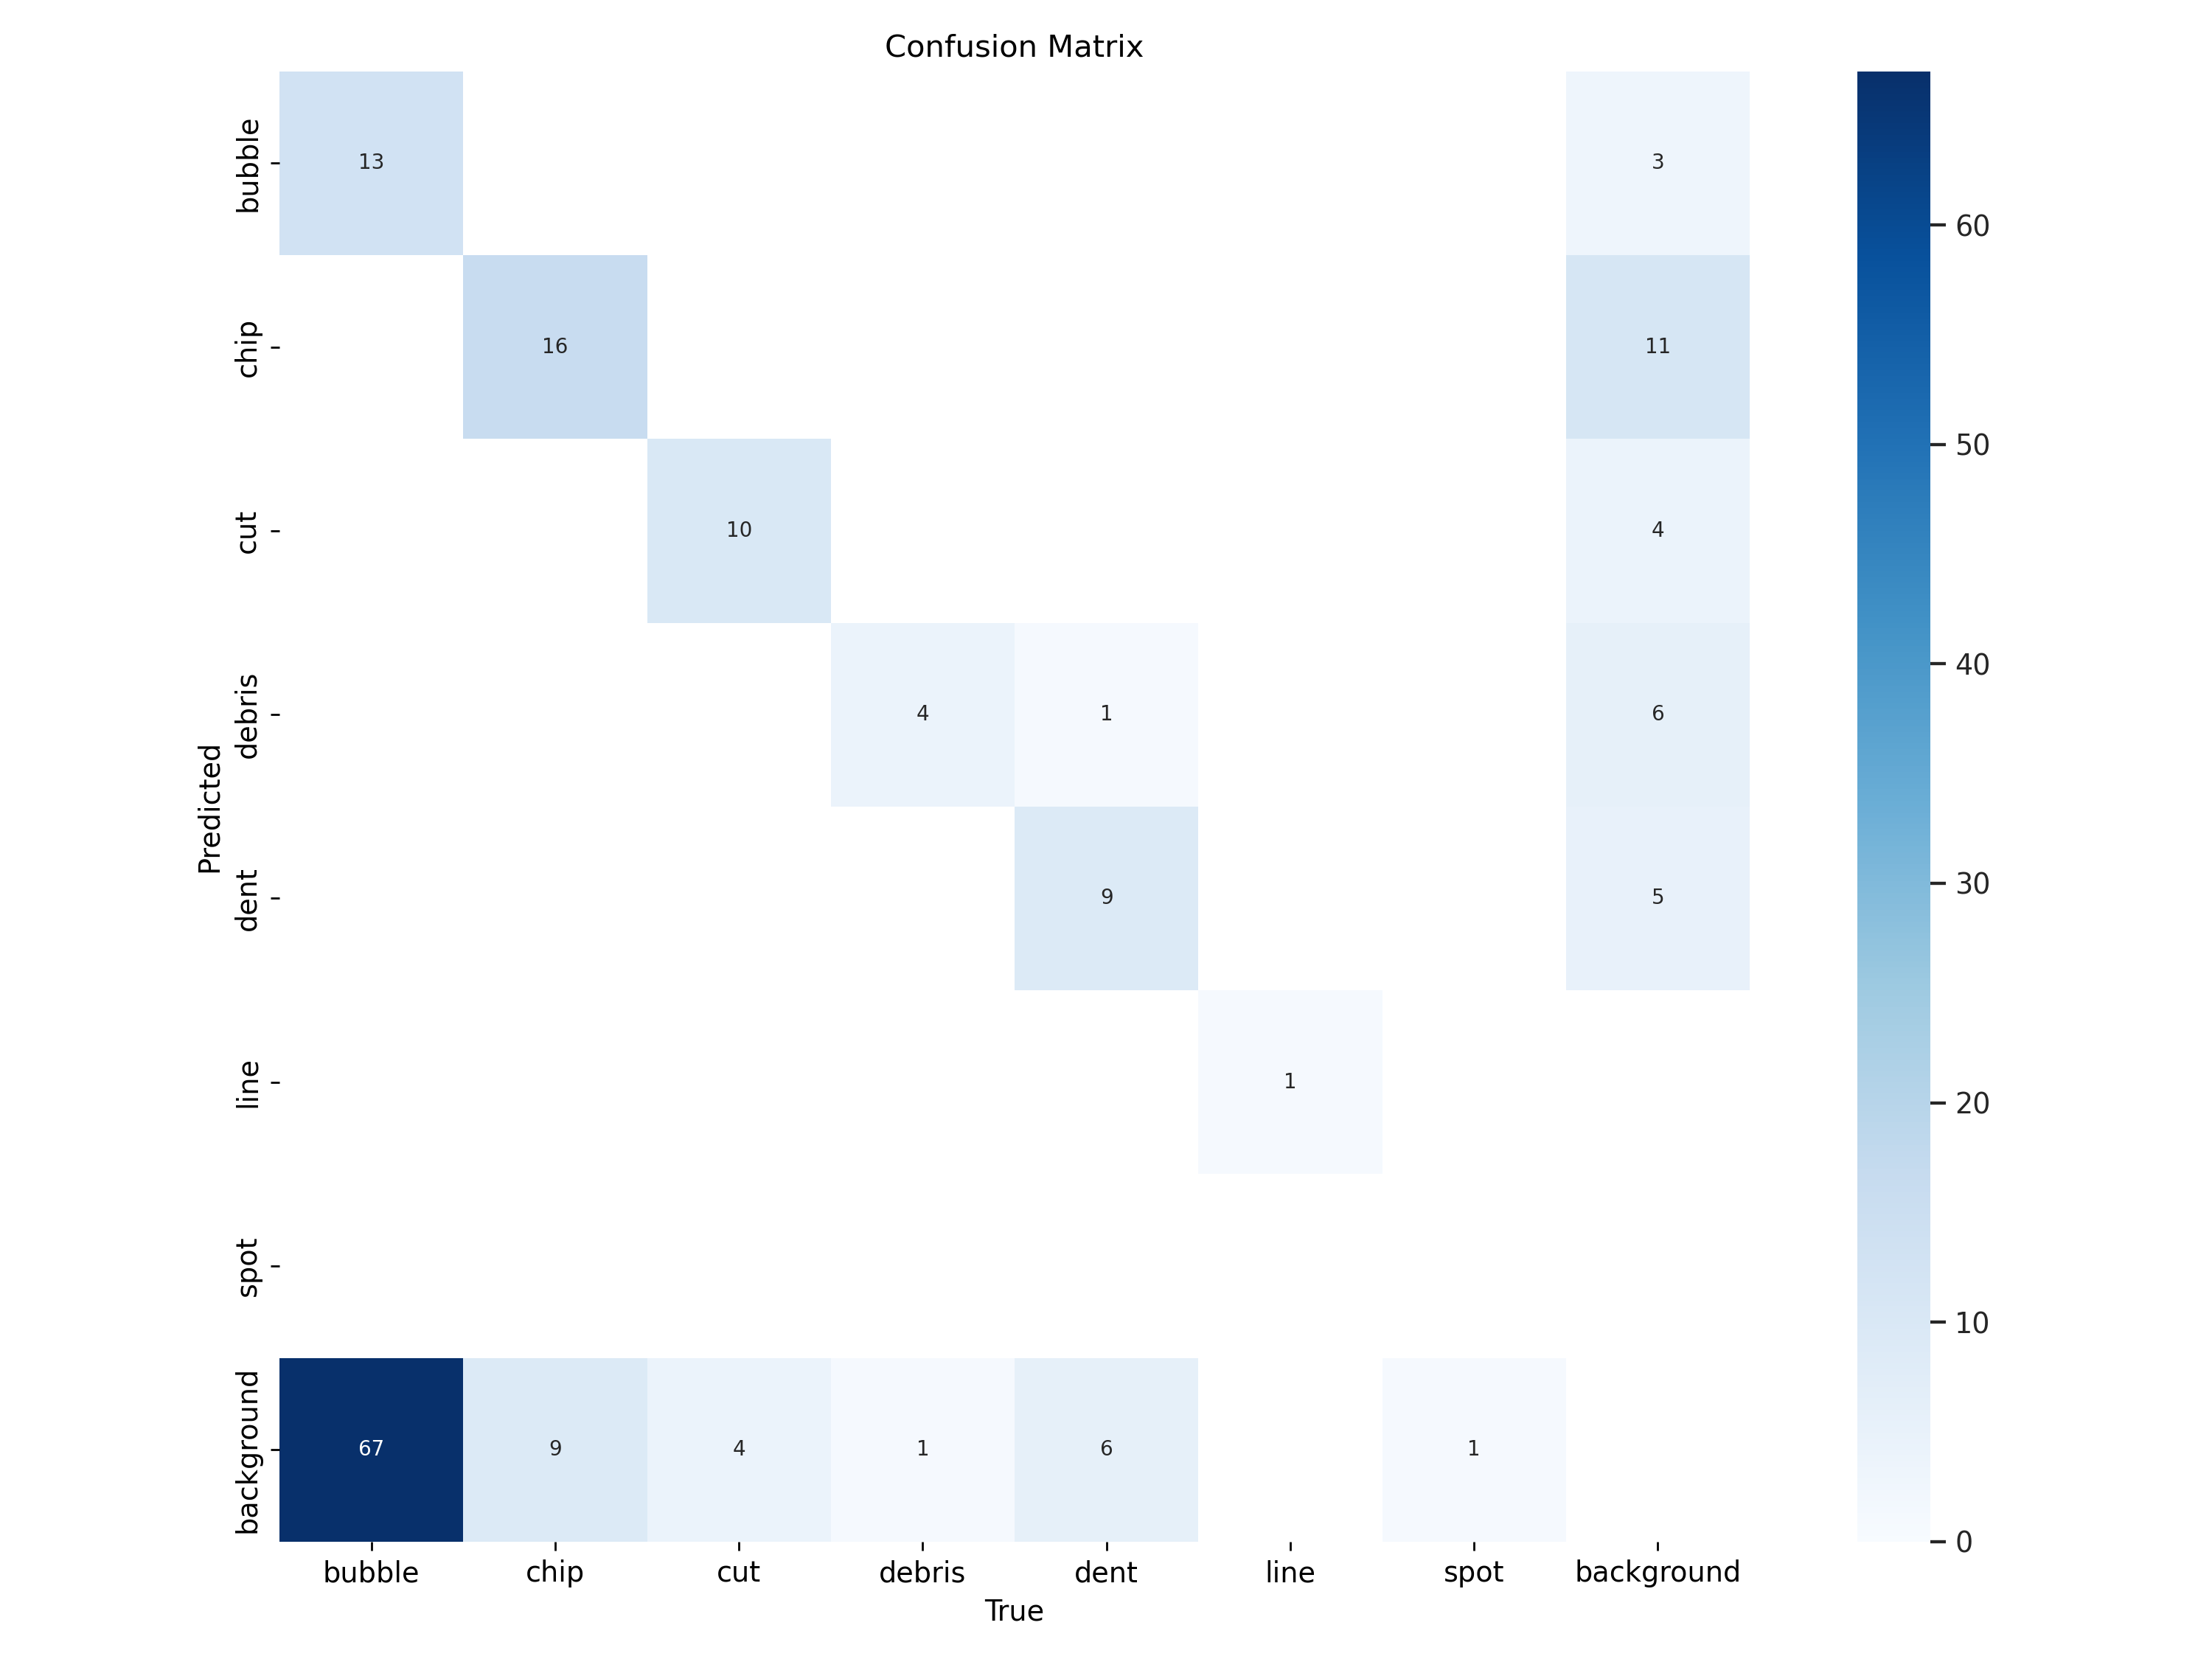 Confusion Matrix
bubble
13
3
chip
16
11
cut
10
4
debris
4
1
6
dent
9
5
line
1
spot
background
67
9
4
1
6
1
Predicted
bubble chip cut debris dent line spot background
True
60
50
40
30
20
10
0